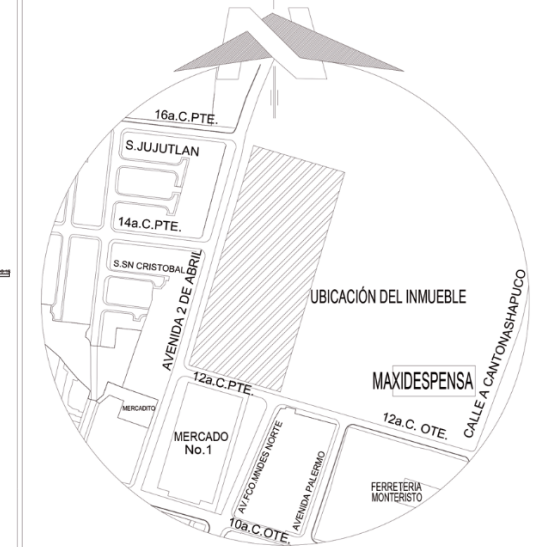 N
16a.C.PTE.
S.JUJUTLAN
14a.C.PTE.
S.SN CRISTOBAL
AVENIDA 2 DE ABRIL
UBICACIÓN DEL INMUEBLE
CALLE A CANTONASHAPUCO
12a.C.PTE.
MAXIDESPENSA
MERCADITO
12a.C. OTE.
MERCADO
No.1
AV.FCO.MNDES NORTE
AVENIDA PALERMO
FERRETERIA
MONTERISTO
10a.C.OTE.